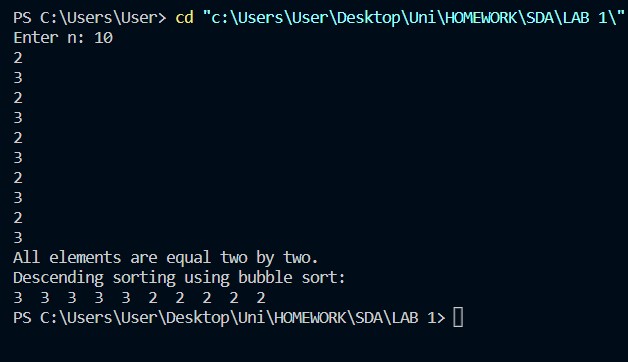 PS C:\Users\User> cd "c:\Users\User\Desktop\Uni\HOMEWORK\SDA\LAB 1\"
Enter n: 10
2
3
2
3
2
3
2
3
2
3
All elements are equal two by two.
Descending sorting using bubble sort:
3  3  3  3  3  2  2  2  2  2
PS C:\Users\User\Desktop\Uni\HOMEWORK\SDA\LAB 1>